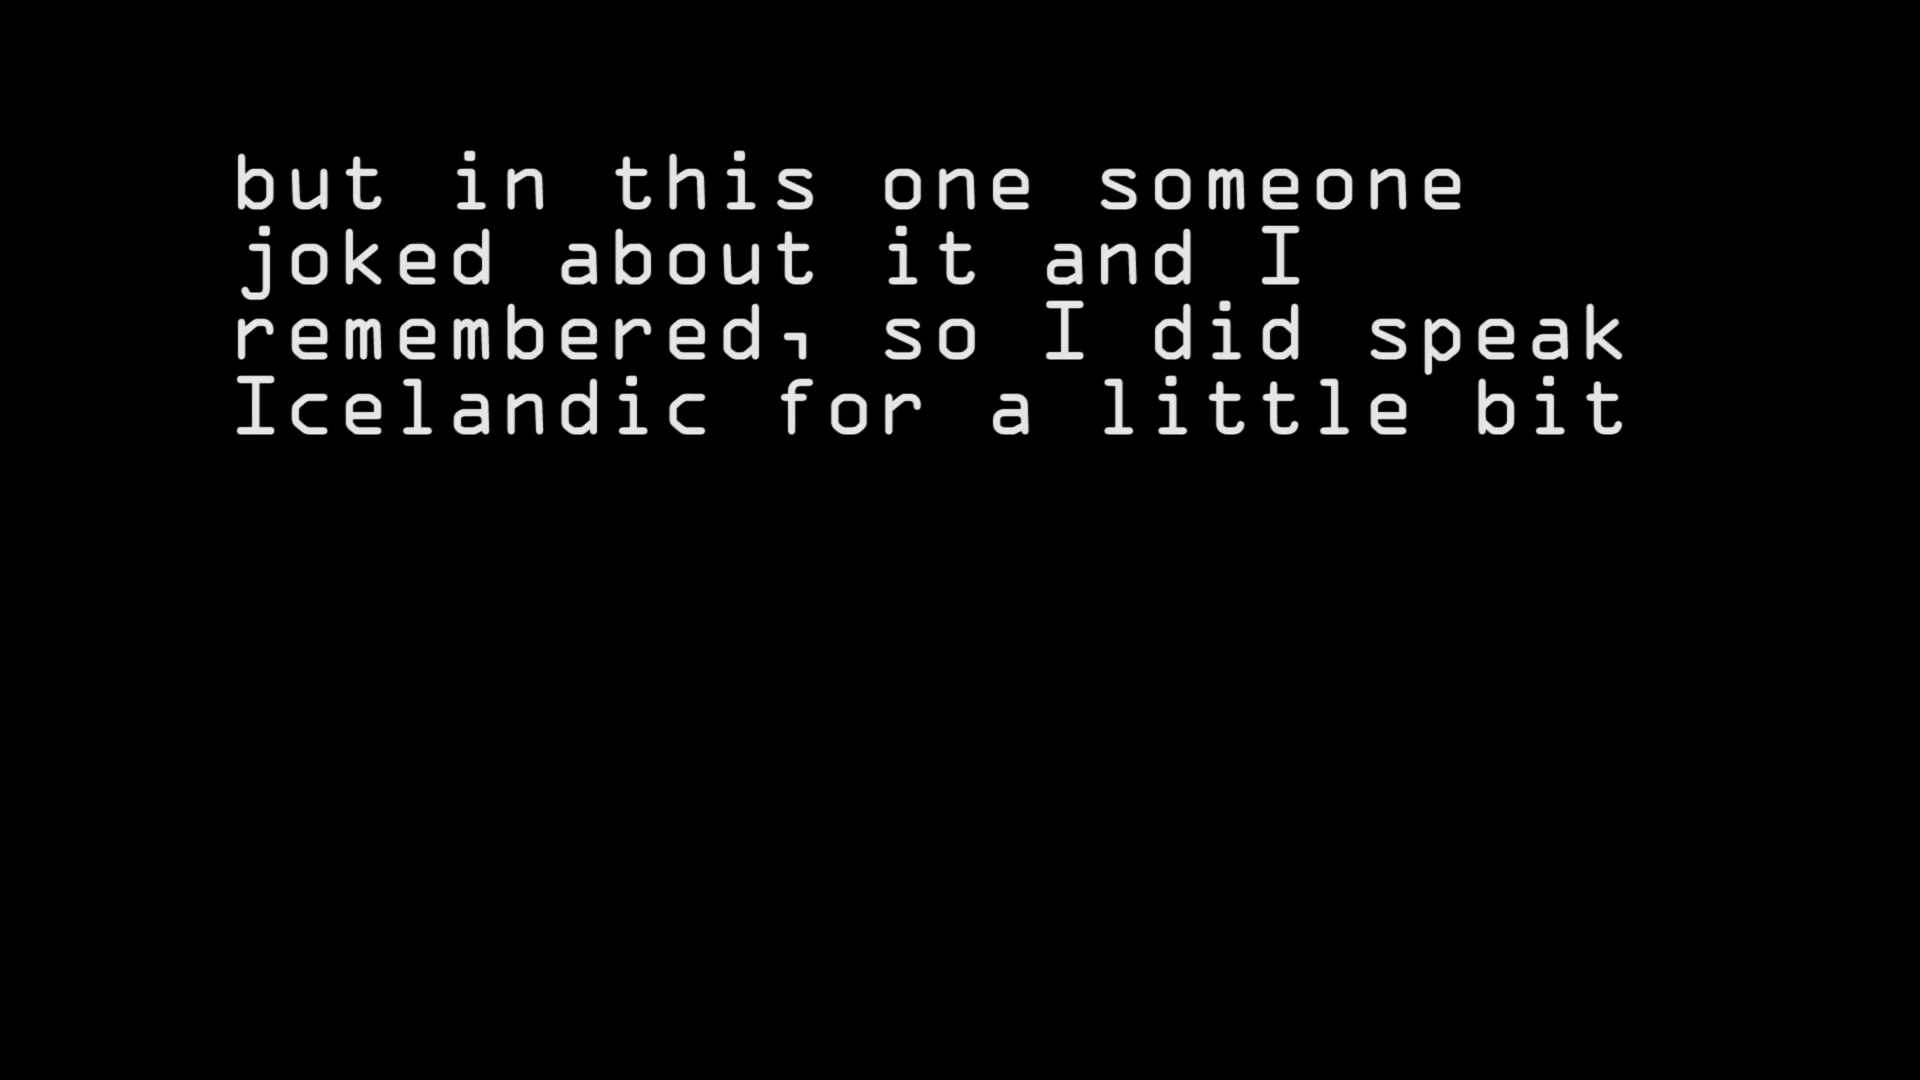 but in this one someone
joked about it and I
remembered, so I did speak
Icelandic for a little bit